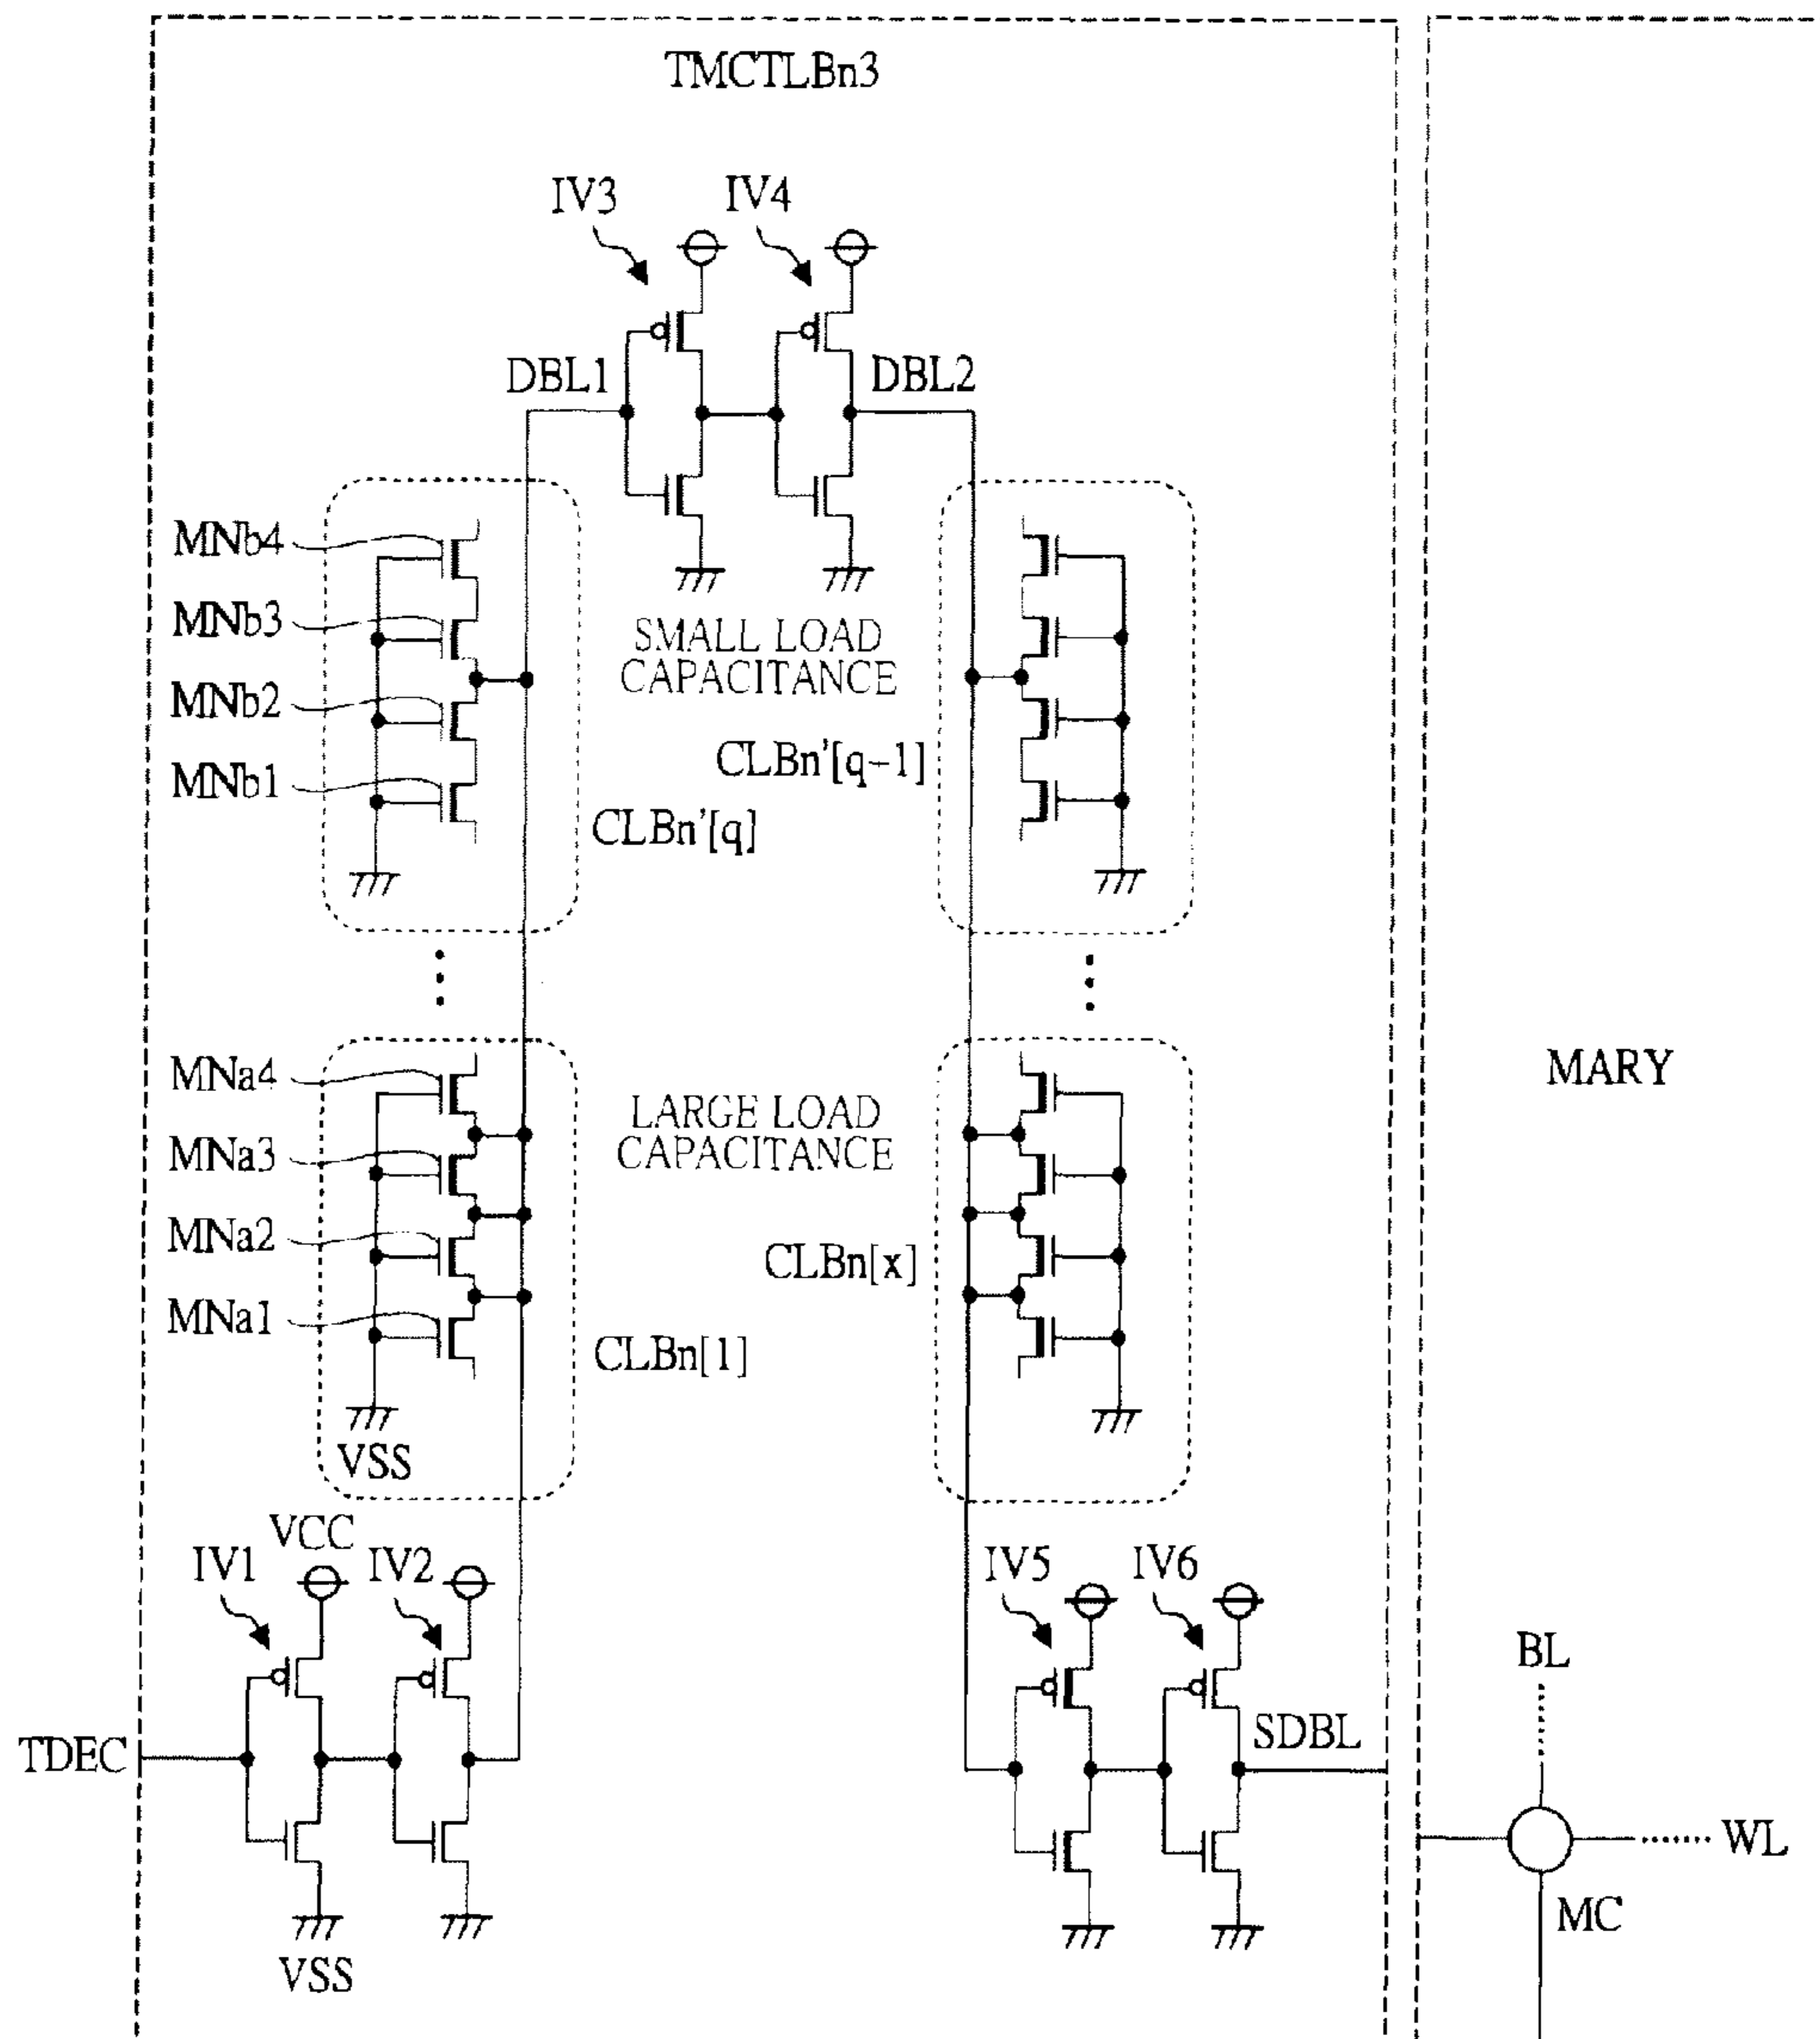 TMCTLBn3
IV3
IV4
DBL1
DBL2
MNb4
MNb3
MNb2
MNb1
SMALL LOAD
CAPACITANCE
CLBn'[q-1]
CLBn'[q]
MNa4
MNa3
MNa2
MNa1
LARGE LOAD
CAPACITANCE
MARY
CLBn[x]
CLBn[1]
VSS
VCC
IV1
IV2
IV5
IV6
BL
TDEC
SDBL
WL
MC
VSS